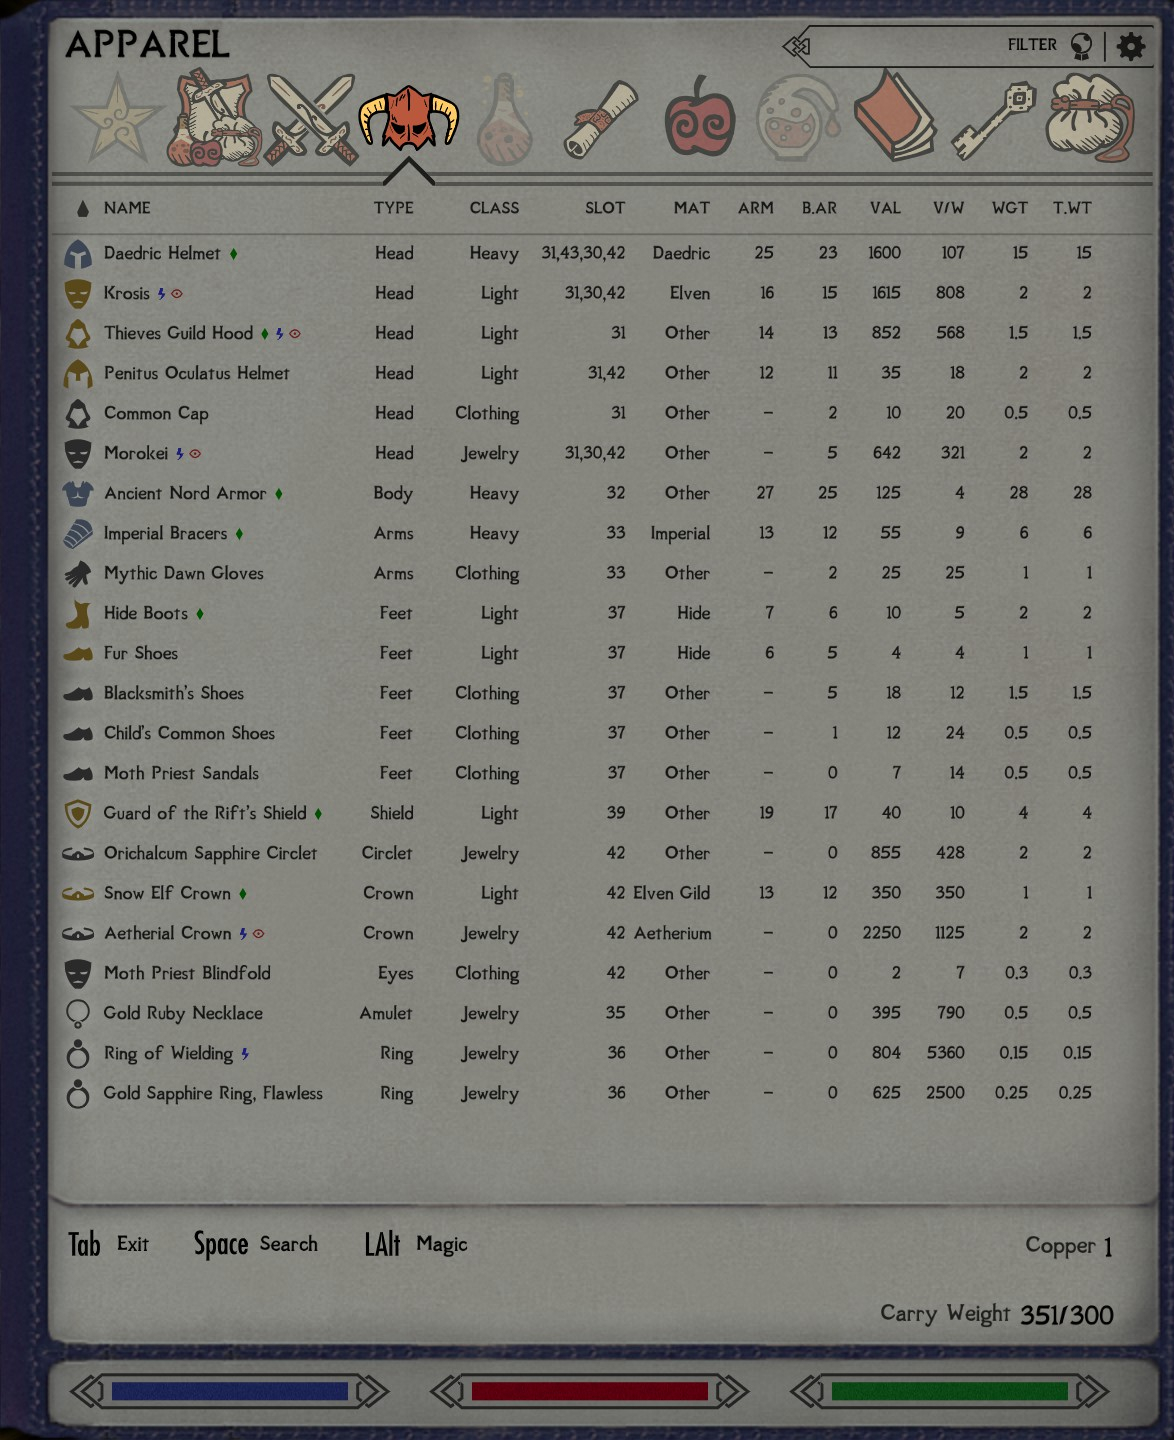 APPAREL
FILTER
NAME TYPE CLASS SLOT MAT ARM B.AR VAL V/W WGT T.WT
Daedric Helmet Head Heavy 31,43,30,42 Daedric 25 23 1600 107 15 15
Krosis Head Light 31,30,42 Elven 16 15 1615 808 2 2
Thieves Guild Hood Head Light 31 Other 14 13 852 568 1.5 1.5
Penitus Oculatus Helmet Head Light 31,42 Other 12 11 35 18 2 2
Common Cap Head Clothing 31 Other – 2 10 20 0.5 0.5
Morokei Head Jewelry 31,30,42 Other – 5 642 321 2 2
Ancient Nord Armor Body Heavy 32 Other 27 25 125 4 28 28
Imperial Bracers Arms Heavy 33 Imperial 13 12 55 9 6 6
Mythic Dawn Gloves Arms Clothing 33 Other – 2 25 25 1 1
Hide Boots Feet Light 37 Hide 7 6 10 5 2 2
Fur Shoes Feet Light 37 Hide 6 5 4 4 1 1
Blacksmith's Shoes Feet Clothing 37 Other – 5 18 12 1.5 1.5
Child's Common Shoes Feet Clothing 37 Other – 1 12 24 0.5 0.5
Moth Priest Sandals Feet Clothing 37 Other – 0 7 14 0.5 0.5
Guard of the Rift's Shield Shield Light 39 Other 19 17 40 10 4 4
Orichalcum Sapphire Circlet Circlet Jewelry 42 Other – 0 855 428 2 2
Snow Elf Crown Crown Light 42 Elven Gild 13 12 350 350 1 1
Aetherial Crown Crown Jewelry 42 Aetherium – 0 2250 1125 2 2
Moth Priest Blindfold Eyes Clothing 42 Other – 0 2 7 0.3 0.3
Gold Ruby Necklace Amulet Jewelry 35 Other – 0 395 790 0.5 0.5
Ring of Wielding Ring Jewelry 36 Other – 0 804 5360 0.15 0.15
Gold Sapphire Ring, Flawless Ring Jewelry 36 Other – 0 625 2500 0.25 0.25
Tab Exit Space Search LAlt Magic Copper 1
Carry Weight 351/300